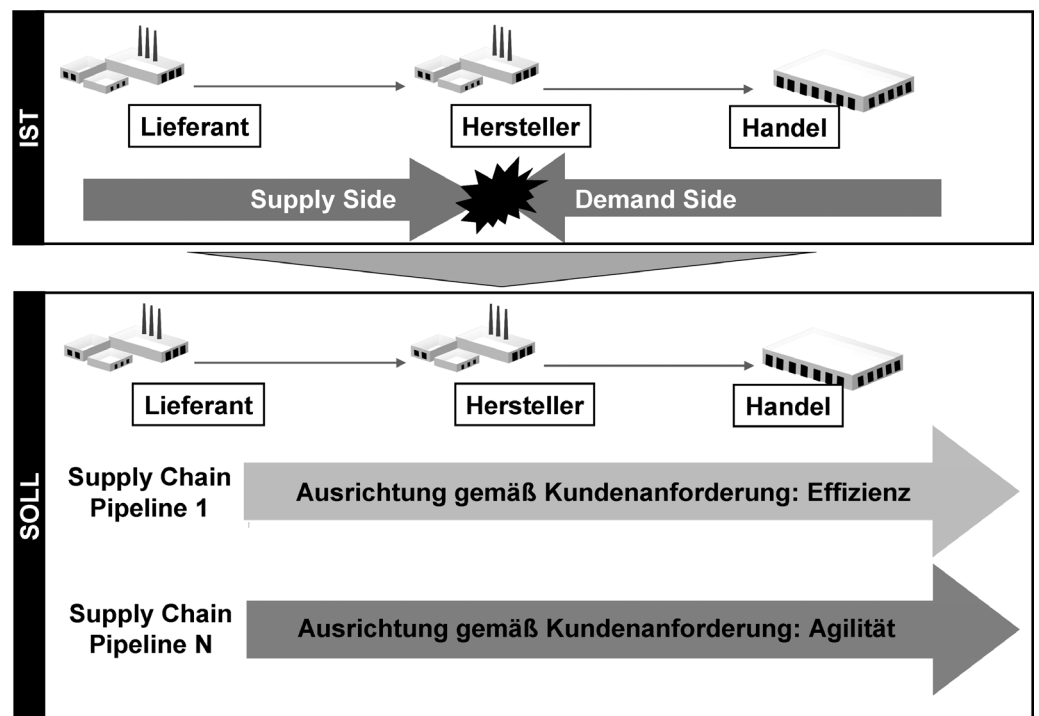 IST
Lieferant
Hersteller
Handel
Supply Side
Demand Side
SOLL
Lieferant
Hersteller
Handel
Supply Chain
Pipeline 1
Ausrichtung gemäß Kundenanforderung: Effizienz
Supply Chain
Pipeline N
Ausrichtung gemäß Kundenanforderung: Agilität